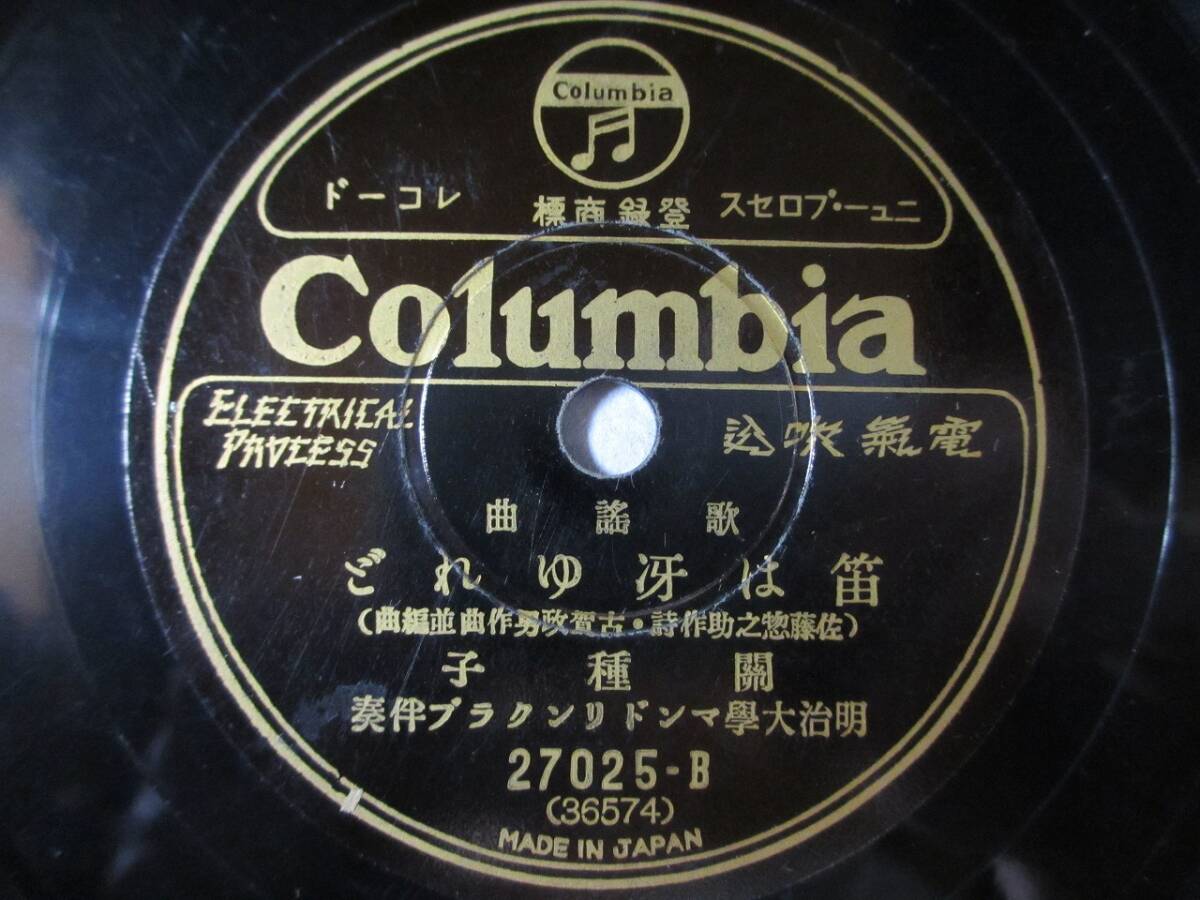 Columbia
ニュー・プロセス 登録商標 レコード
Columbia
ELECTRICAL
PROCESS
電氣吹込
歌謠曲
笛は冴ゆれど
(佐藤惣之助作詩・古賀政男作曲並編曲)
關種子
明治大學マンドリンクラブ伴奏
27025-B
(36574)
MADE IN JAPAN